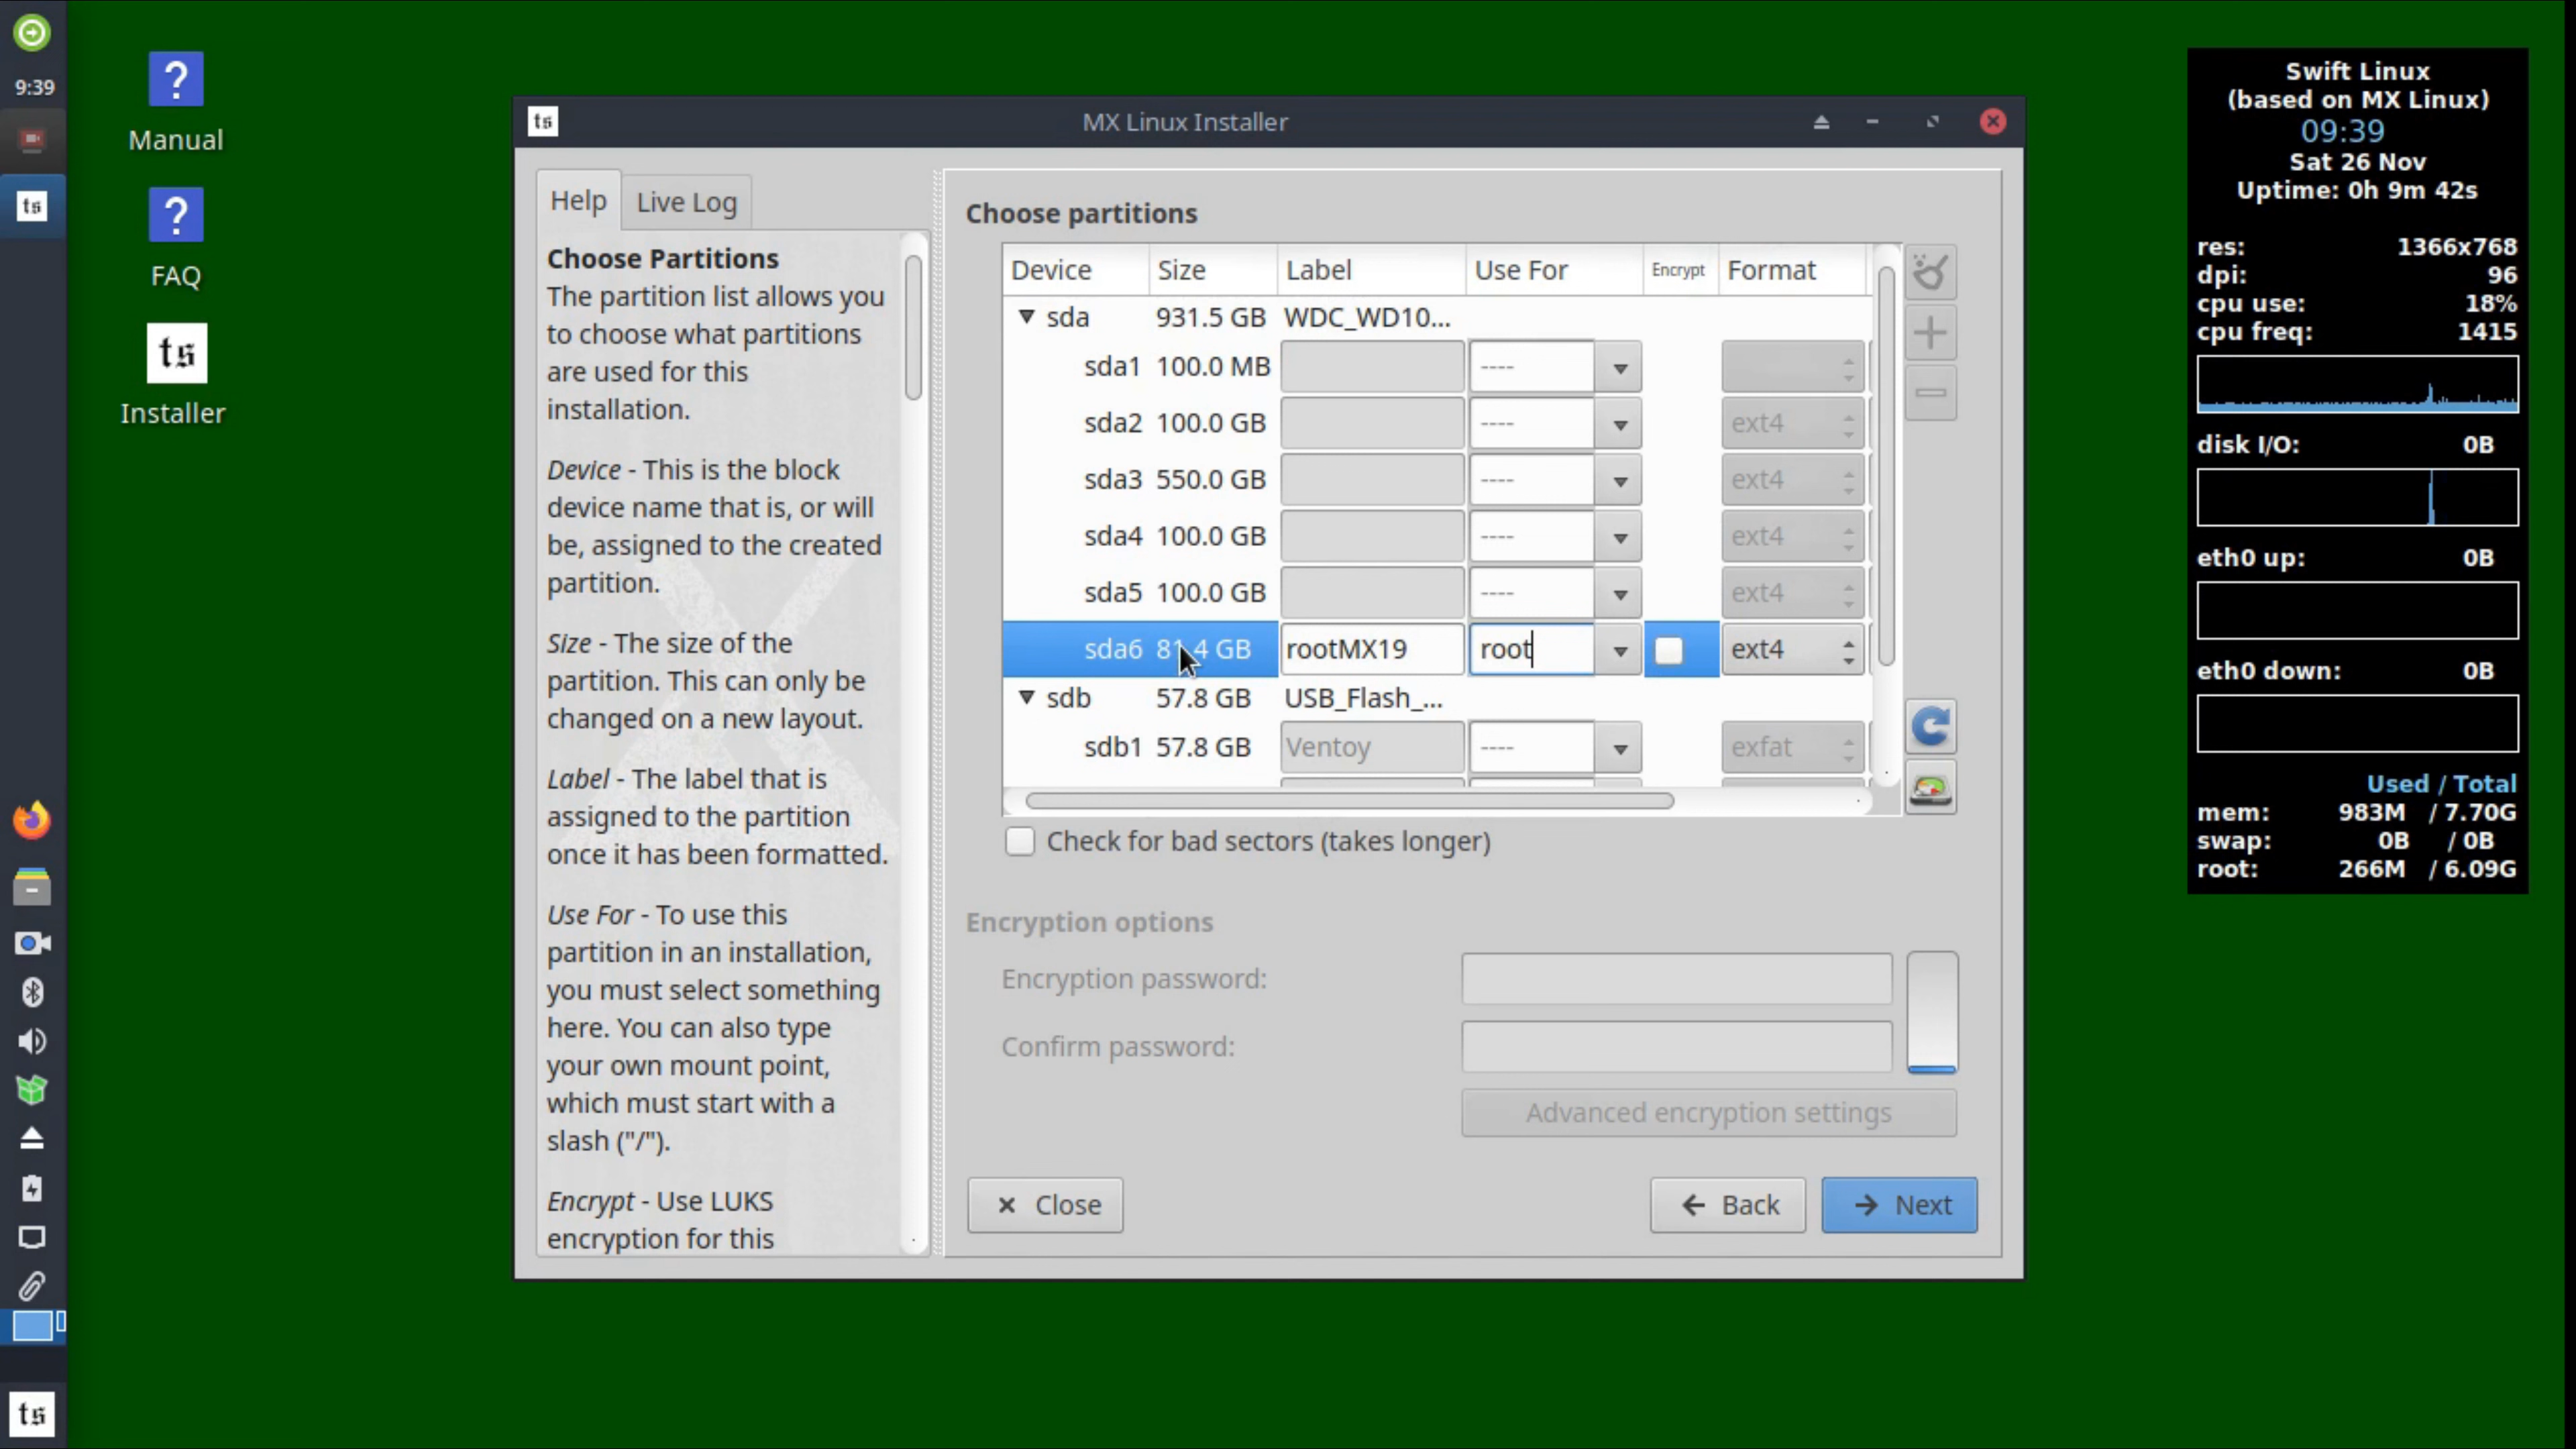 9:39
ts
?
Manual
?
FAQ
ts
Installer
ts
ts
MX Linux Installer
Help
Live Log
Choose Partitions
The partition list allows you
to choose what partitions
are used for this
installation.
Device - This is the block
device name that is, or will
be, assigned to the created
partition.
Size - The size of the
partition. This can only be
changed on a new layout.
Label - The label that is
assigned to the partition
once it has been formatted.
Use For - To use this
partition in an installation,
you must select something
here. You can also type
your own mount point,
which must start with a
slash ("/").
Encrypt - Use LUKS
encryption for this
Choose partitions
Device Size Label Use For Encrypt Format
sda 931.5 GB WDC_WD10...
sda1 100.0 MB ----
sda2 100.0 GB ---- ext4
sda3 550.0 GB ---- ext4
sda4 100.0 GB ---- ext4
sda5 100.0 GB ---- ext4
sda6 81.4 GB rootMX19 root ext4
sdb 57.8 GB USB_Flash_...
sdb1 57.8 GB Ventoy ---- exfat
Check for bad sectors (takes longer)
Encryption options
Encryption password:
Confirm password:
Advanced encryption settings
Close
Back
Next
Swift Linux
(based on MX Linux)
09:39
Sat 26 Nov
Uptime: 0h 9m 42s
res: 1366x768
dpi: 96
cpu use: 18%
cpu freq: 1415
disk I/O: 0B
eth0 up: 0B
eth0 down: 0B
Used / Total
mem: 983M / 7.70G
swap: 0B / 0B
root: 266M / 6.09G